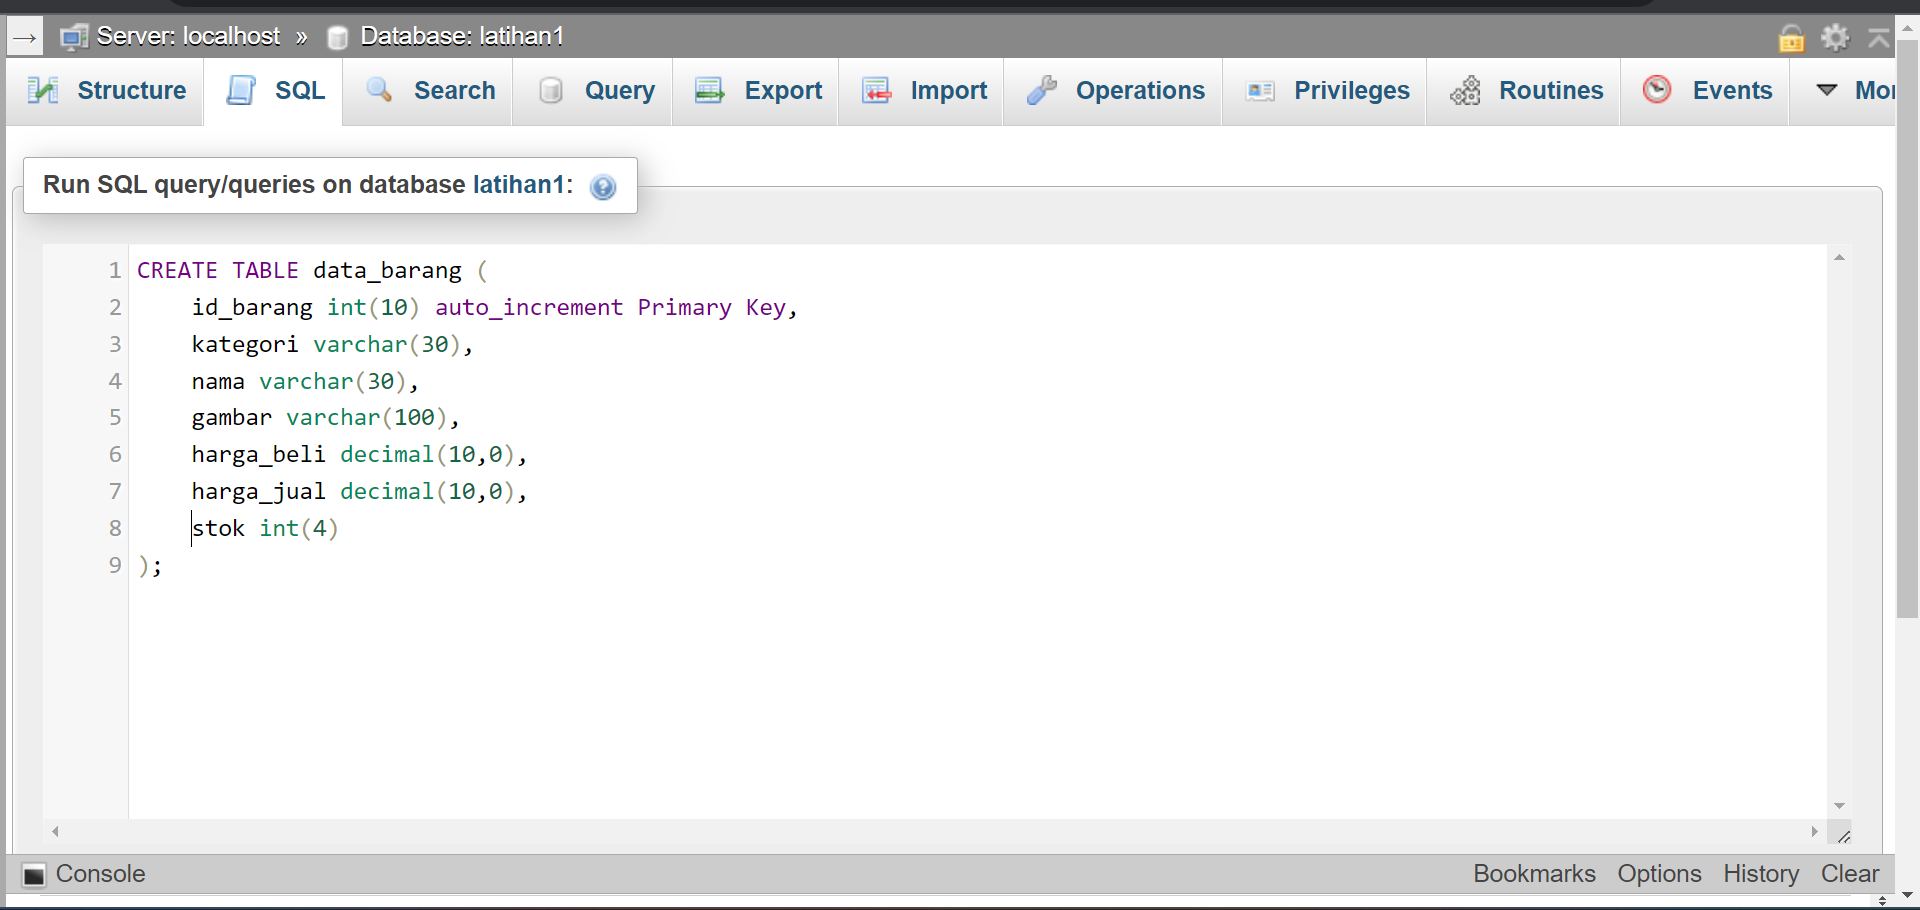 → Server: localhost » Database: latihan1
Structure SQL Search Query Export Import Operations Privileges Routines Events Mor
Run SQL query/queries on database latihan1:
1 CREATE TABLE data_barang (
2 id_barang int(10) auto_increment Primary Key,
3 kategori varchar(30),
4 nama varchar(30),
5 gambar varchar(100),
6 harga_beli decimal(10,0),
7 harga_jual decimal(10,0),
8 stok int(4)
9 );
Console Bookmarks Options History Clear